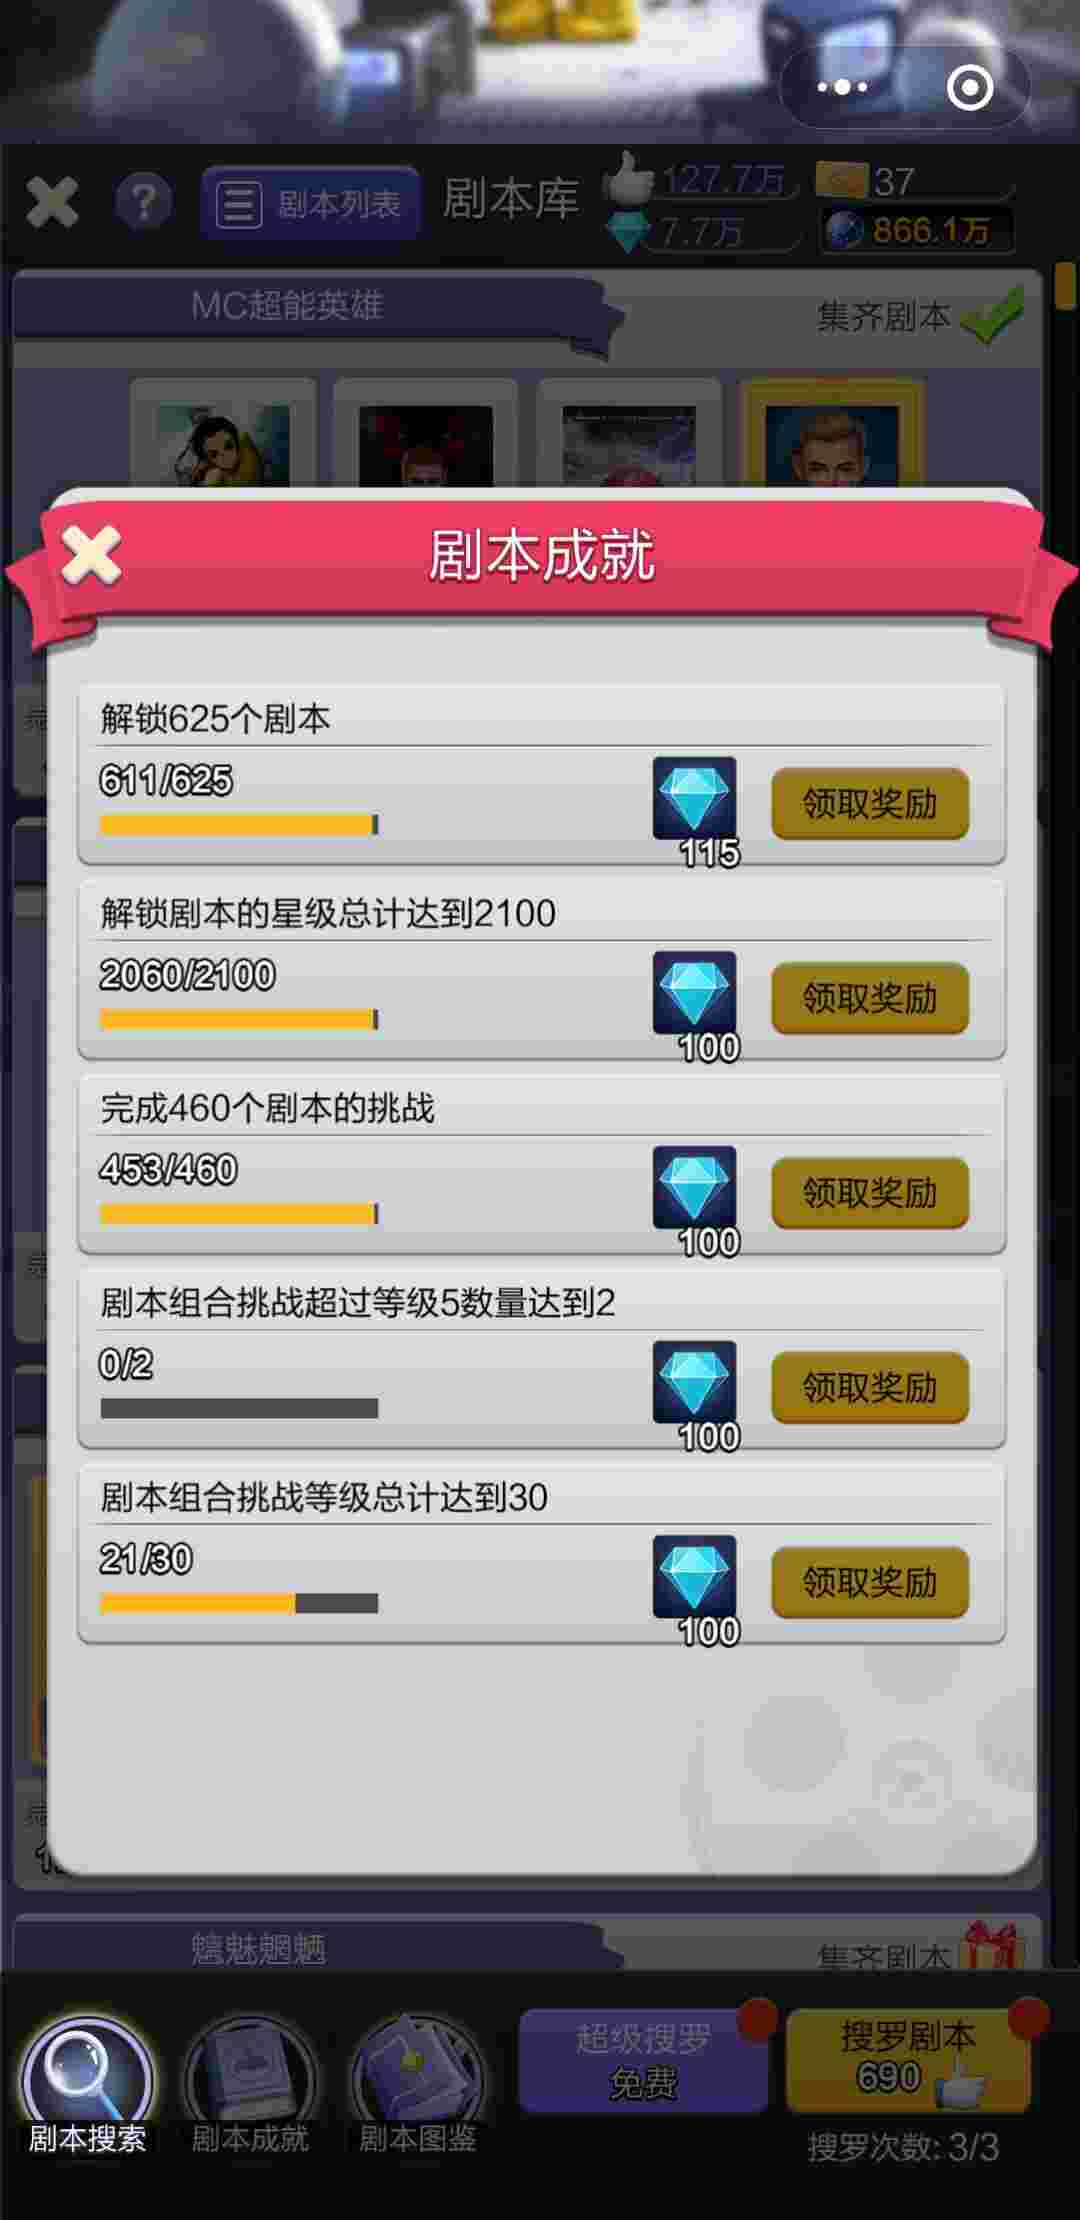 剧本列表
剧本库
127.7万
37
7.7万
866.1万
MC超能英雄
集齐剧本
剧本成就
解锁625个剧本
611/625
115
领取奖励
解锁剧本的星级总计达到2100
2060/2100
100
领取奖励
完成460个剧本的挑战
453/460
100
领取奖励
剧本组合挑战超过等级5数量达到2
0/2
100
领取奖励
剧本组合挑战等级总计达到30
21/30
100
领取奖励
魑魅魍魉
集齐剧本
超级搜罗
免费
搜罗剧本
690
剧本搜索
剧本成就
剧本图鉴
搜罗次数: 3/3